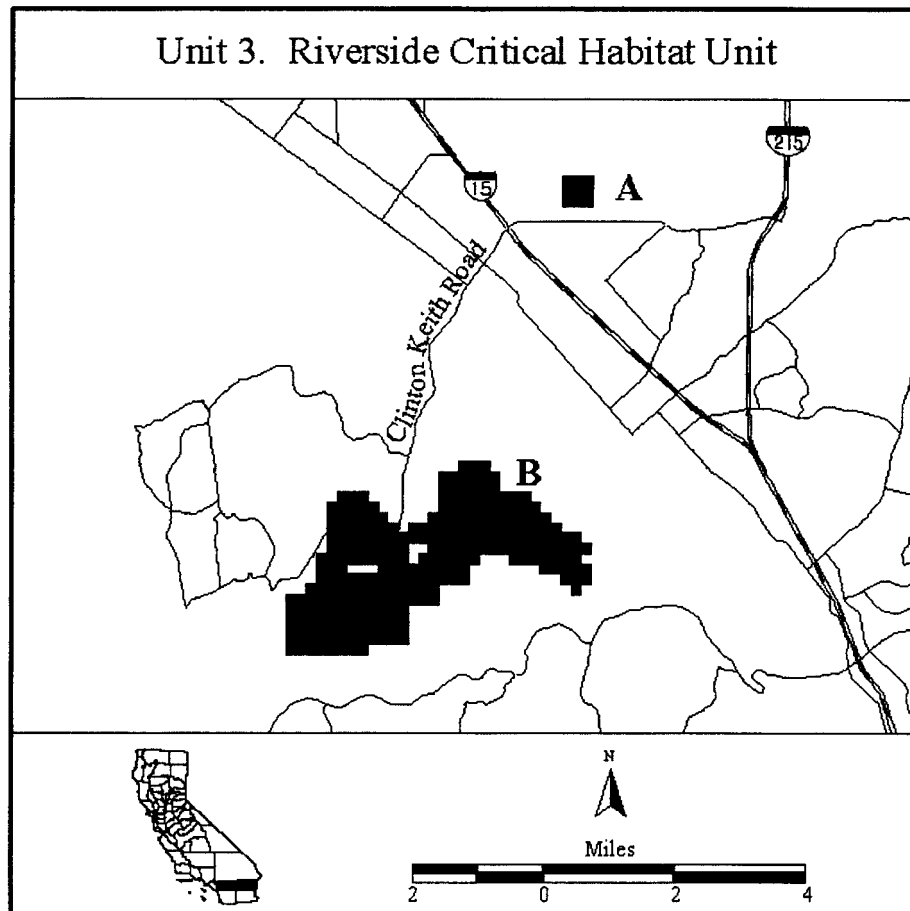 Unit 3. Riverside Critical Habitat Unit
215
15
A
Clinton Keith Road
B
N
Miles
2 0 2 4